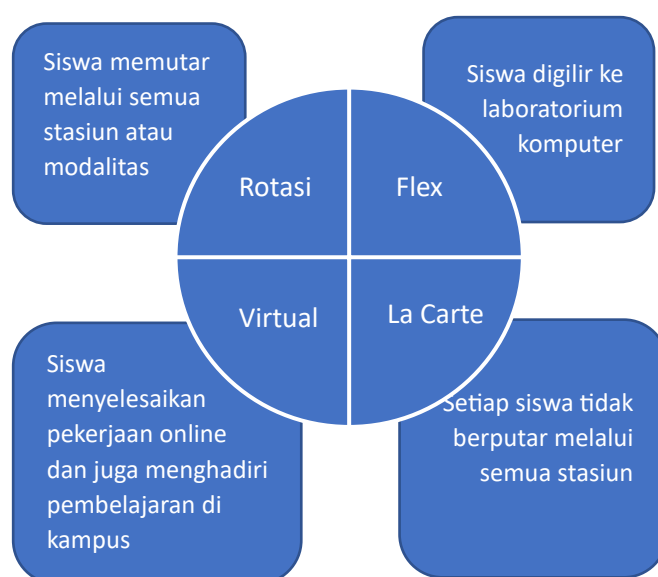 Siswa memutar
melalui semua
stasiun atau
modalitas
Siswa digilir ke
laboratorium
komputer
Rotasi
Flex
Virtual
La Carte
Siswa
menyelesaikan
pekerjaan online
dan juga menghadiri
pembelajaran di
kampus
Setiap siswa tidak
berputar melalui
semua stasiun